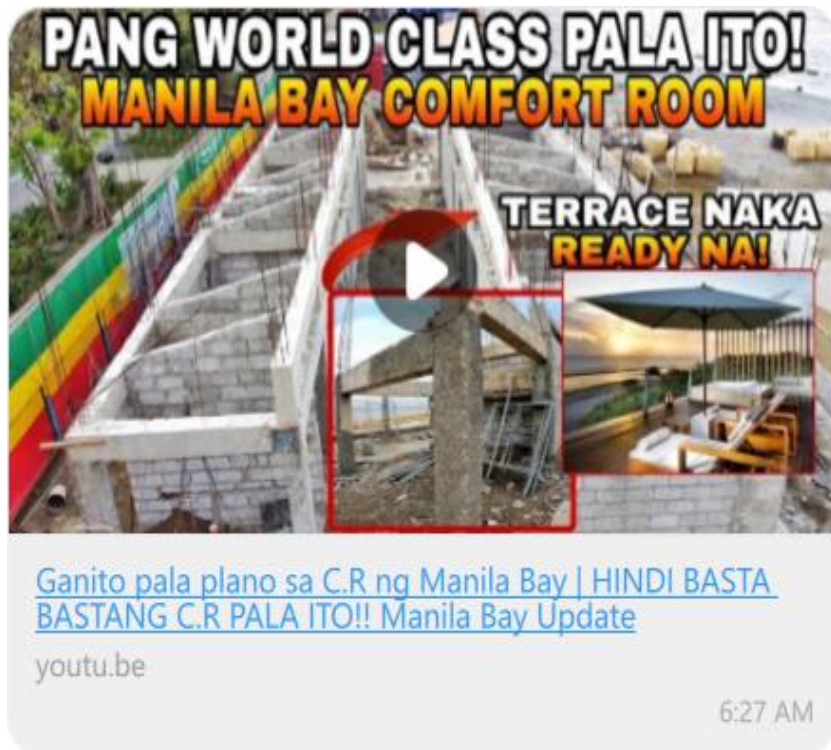 PANG WORLD CLASS PALA ITO!
MANILA BAY COMFORT ROOM
TERRACE NAKA
READY NA!
Ganito pala plano sa C.R ng Manila Bay | HINDI BASTA
BASTANG C.R PALA ITO!! Manila Bay Update
youtu.be
6:27 AM